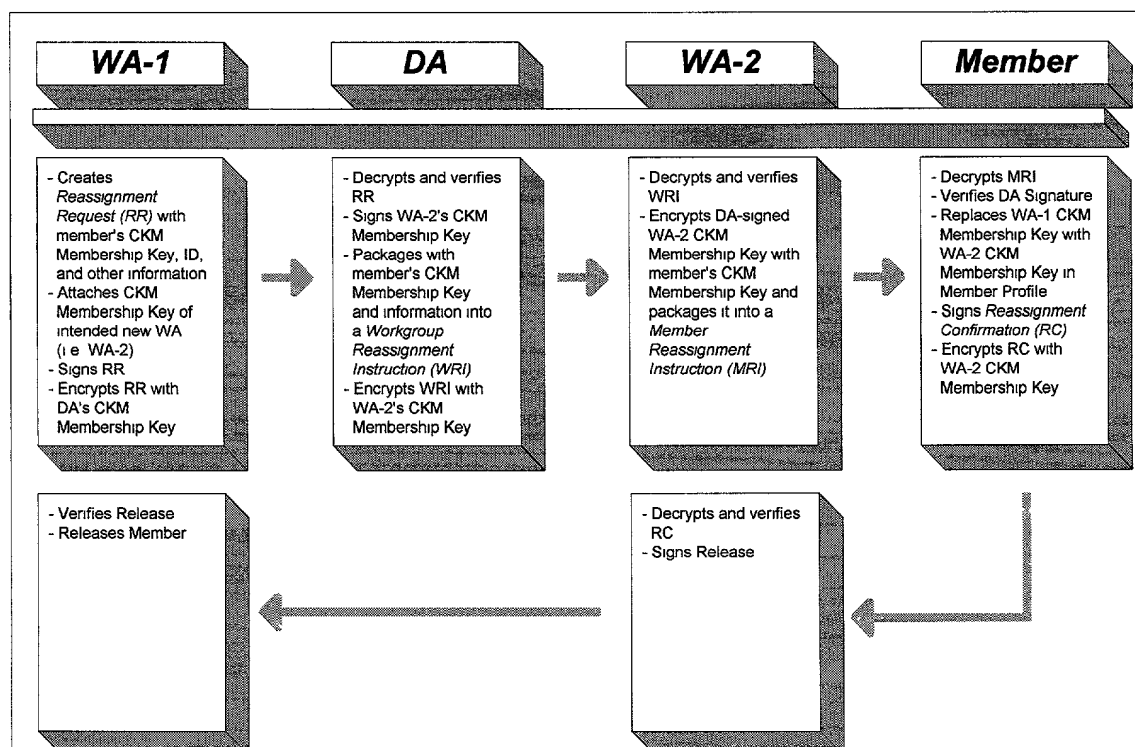 WA-1
DA
WA-2
Member
- Creates
Reassignment
Request (RR) with
member's CKM
Membership Key, ID,
and other information
- Attaches CKM
Membership Key of
intended new WA
(i e WA-2)
- Signs RR
- Encrypts RR with
DA's CKM
Membership Key
- Decrypts and verifies
RR
- Signs WA-2's CKM
Membership Key
- Packages with
member's CKM
Membership Key
and information into
a Workgroup
Reassignment
Instruction (WRI)
- Encrypts WRI with
WA-2's CKM
Membership Key
- Decrypts and verifies
WRI
- Encrypts DA-signed
WA-2 CKM
Membership Key with
member's CKM
Membership Key and
packages it into a
Member
Reassignment
Instruction (MRI)
- Decrypts MRI
- Verifies DA Signature
- Replaces WA-1 CKM
Membership Key with
WA-2 CKM
Membership Key in
Member Profile
- Signs Reassignment
Confirmation (RC)
- Encrypts RC with
WA-2 CKM
Membership Key
- Verifies Release
- Releases Member
- Decrypts and verifies
RC
- Signs Release